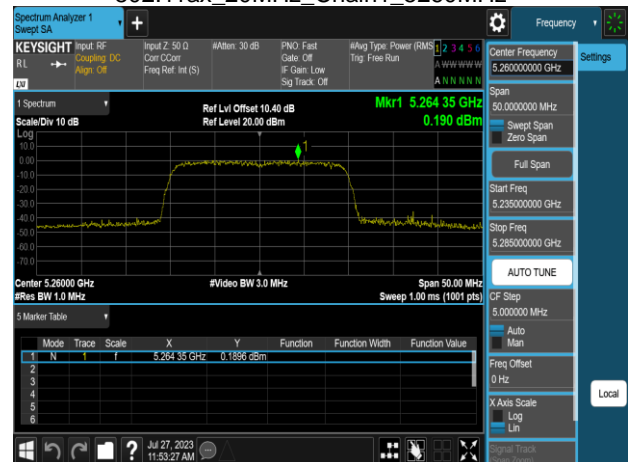 Spectrum Analyzer 1
Swept SA
Frequency
KEYSIGHT
RL
LXI
Input: RF
Coupling: DC
Align: Off
Input Z: 50 Ω
Corr CCorr
Freq Ref: Int (S)
#Atten: 30 dB
PNO: Fast
Gate: Off
IF Gain: Low
Sig Track: Off
#Avg Type: Power (RMS
Trig: Free Run
1 2 3 4 5 6
A W W W W W
A N N N N N
Center Frequency
5.260000000 GHz
Settings
Span
50.0000000 MHz
Swept Span
Zero Span
Full Span
Start Freq
5.235000000 GHz
Stop Freq
5.285000000 GHz
AUTO TUNE
CF Step
5.000000 MHz
Auto
Man
Freq Offset
0 Hz
X Axis Scale
Log
Lin
Signal Track
Local
1 Spectrum
Scale/Div 10 dB
Log
Ref Lvl Offset 10.40 dB
Ref Level 20.00 dBm
Mkr1 5.264 35 GHz
0.190 dBm
1
10.0
0.00
-10.0
-20.0
-30.0
-40.0
-50.0
-60.0
-70.0
Center 5.26000 GHz
#Res BW 1.0 MHz
#Video BW 3.0 MHz
Span 50.00 MHz
Sweep 1.00 ms (1001 pts)
5 Marker Table
Mode Trace Scale X Y Function Function Width Function Value
1 N 1 f 5.264 35 GHz 0.1896 dBm
2
3
4
5
6
Jul 27, 2023
11:53:27 AM